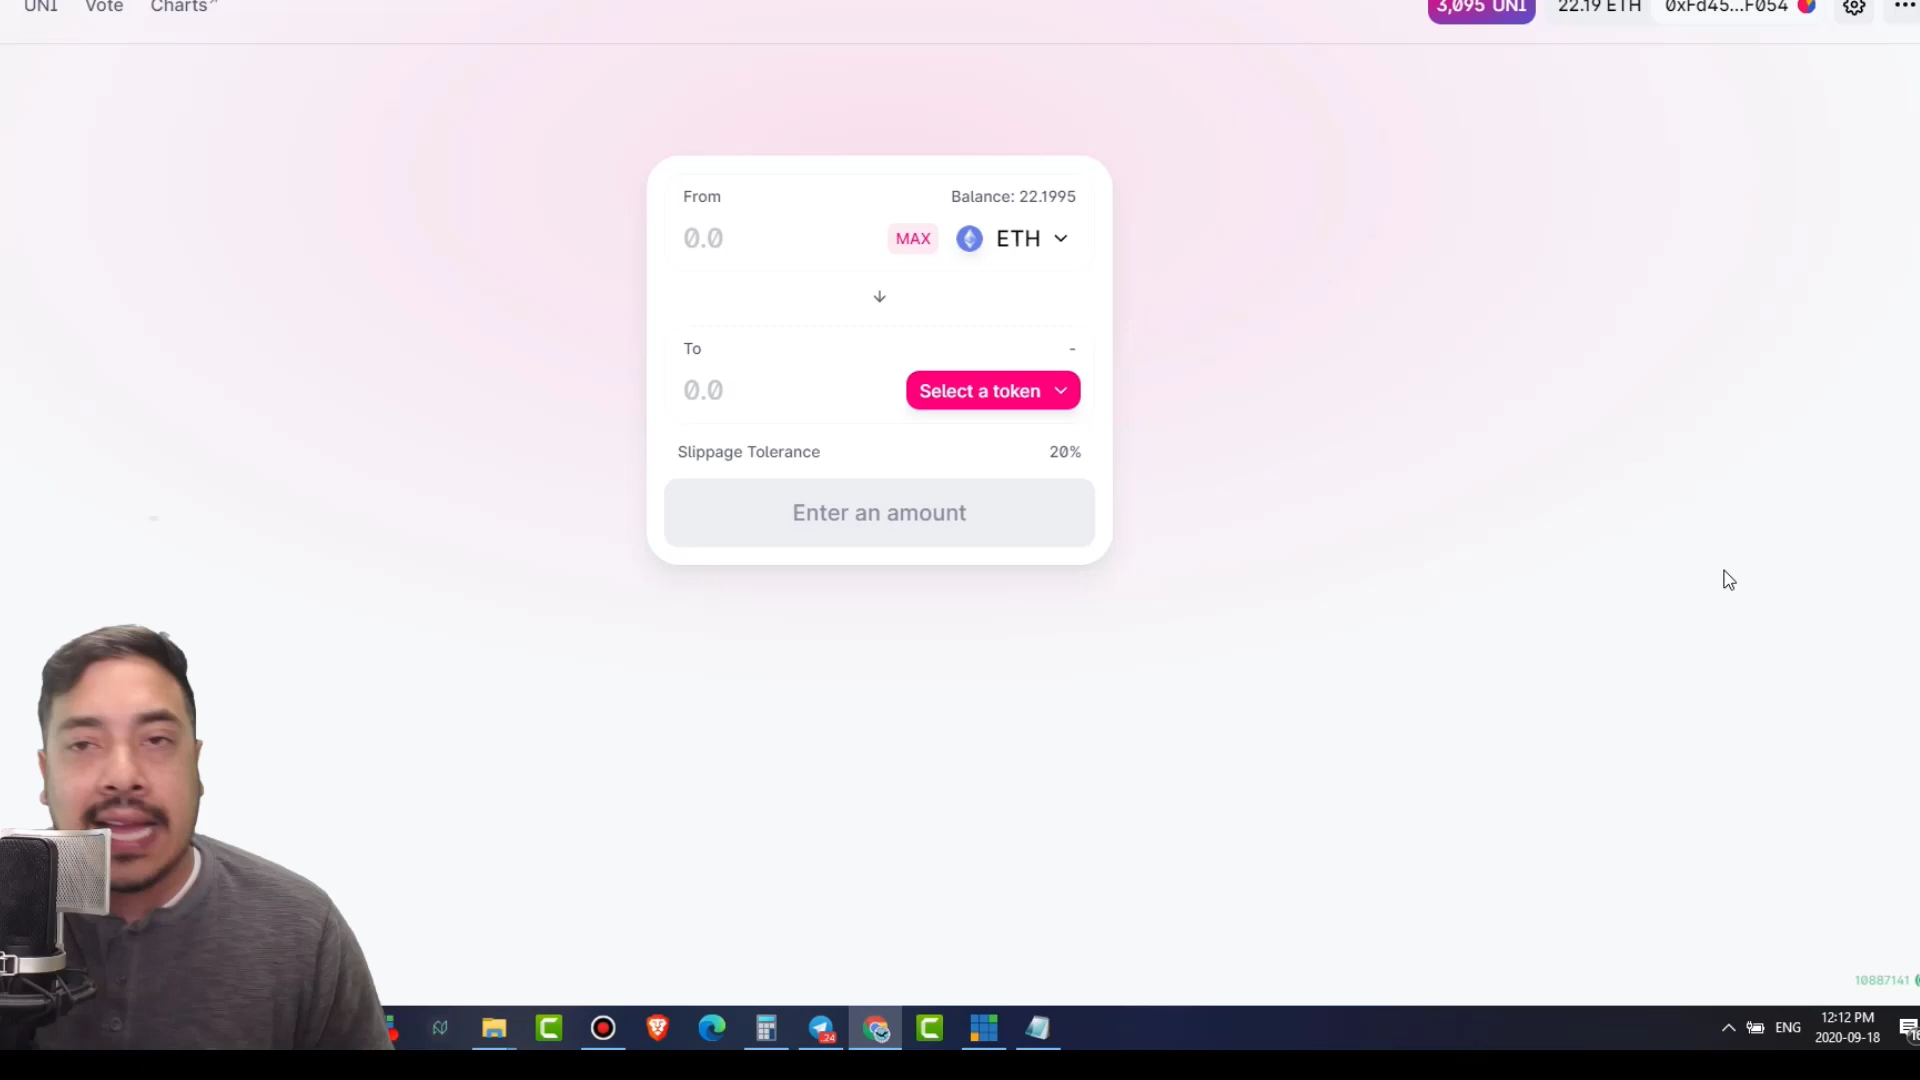 UNI Vote Charts↗ 3,095 UNI 22.19 ETH 0xFd45...F054
From Balance: 22.1995
0.0 MAX ETH
To -
0.0 Select a token
Slippage Tolerance 20%
Enter an amount
10887141
24
ENG 12:12 PM
2020-09-18